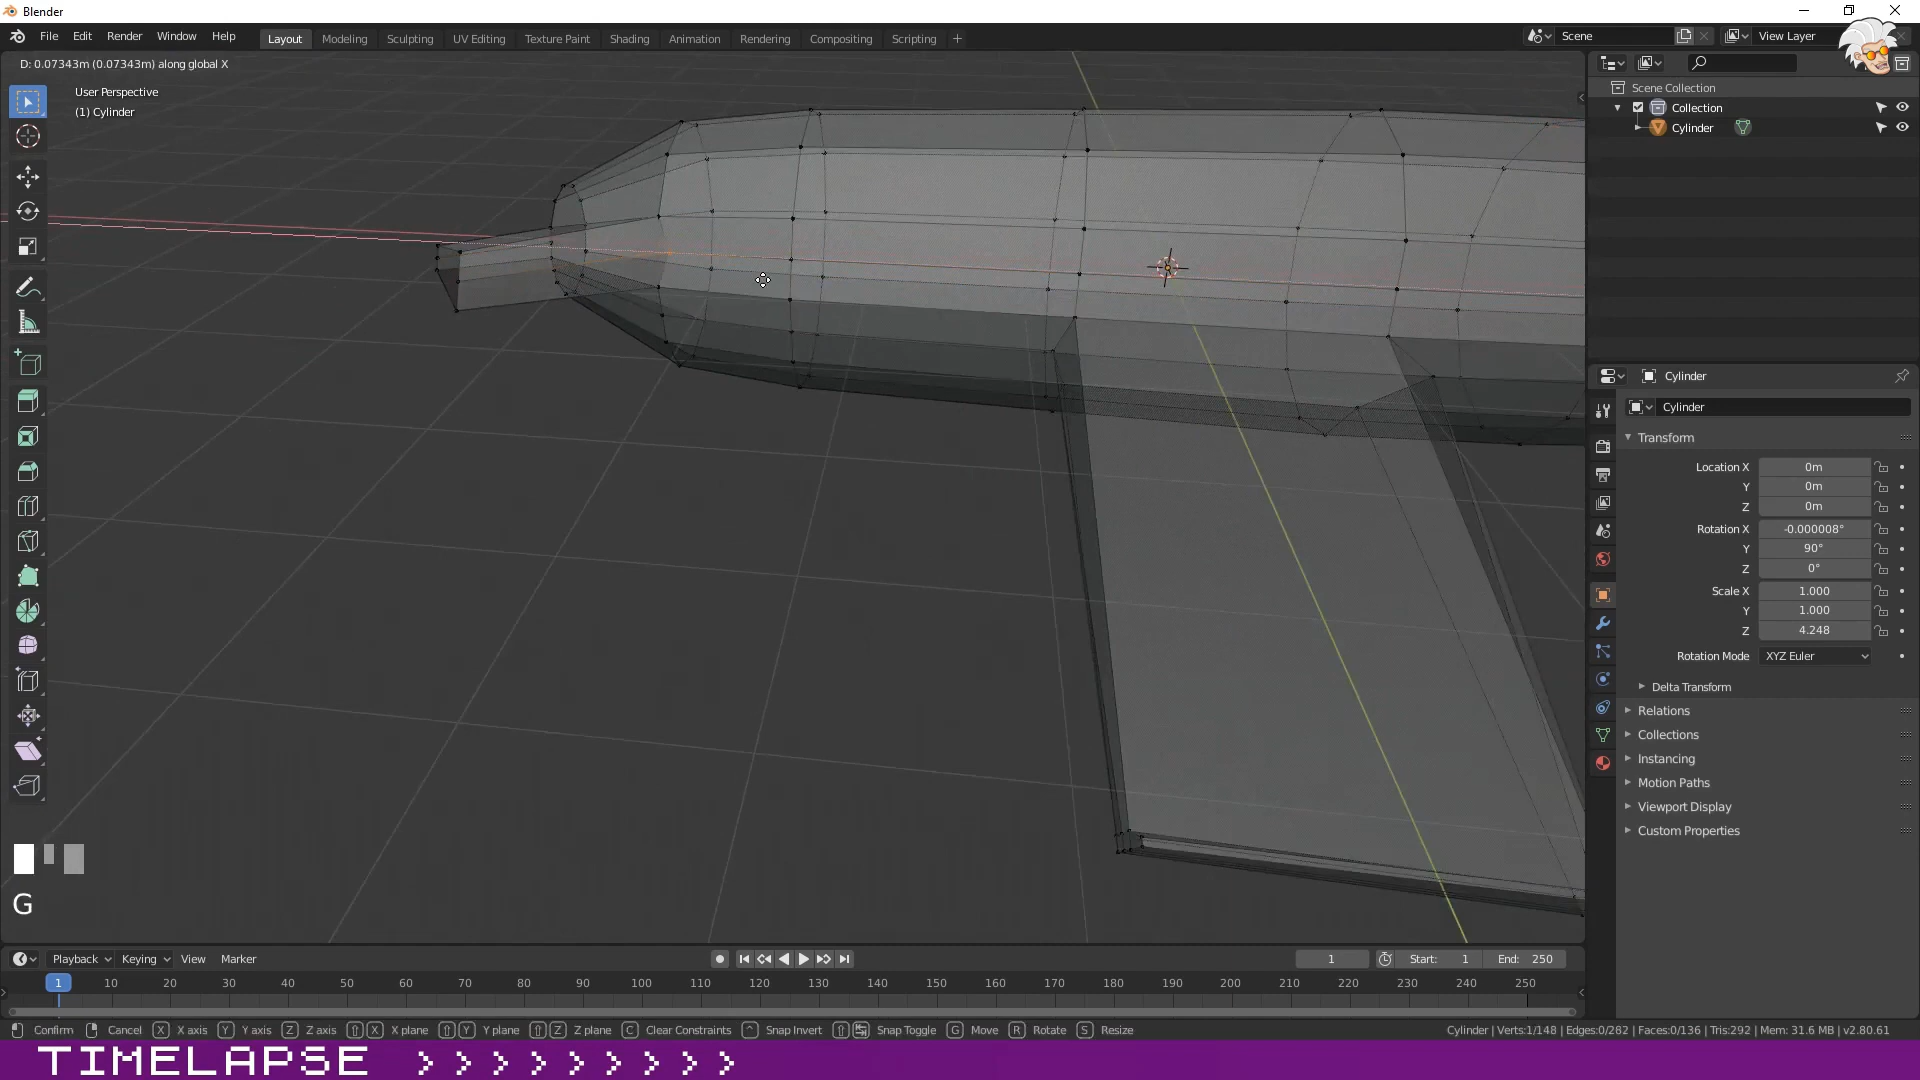 Blender
File Edit Render Window Help
Layout Modeling Sculpting UV Editing Texture Paint Shading Animation Rendering Compositing Scripting +
Scene
View Layer
D: 0.07343m (0.07343m) along global X
User Perspective
(1) Cylinder
Scene Collection
Collection
Cylinder
Cylinder
Cylinder
Transform
Location X 0m
Y 0m
Z 0m
Rotation X -0.000008°
Y 90°
Z 0°
Scale X 1.000
Y 1.000
Z 4.248
Rotation Mode XYZ Euler
Delta Transform
Relations
Collections
Instancing
Motion Paths
Viewport Display
Custom Properties
G
Playback Keying View Marker
1 Start: 1 End: 250
1 10 20 30 40 50 60 70 80 90 100 110 120 130 140 150 160 170 180 190 200 210 220 230 240 250
Confirm Cancel X X axis Y Y axis Z Z axis X X plane Y Y plane Z Z plane C Clear Constraints ^ Snap Invert Snap Toggle G Move R Rotate S Resize
Cylinder | Verts:1/148 | Edges:0/282 | Faces:0/136 | Tris:292 | Mem: 31.6 MB | v2.80.61
TIMELAPSE > > > > > > > > >